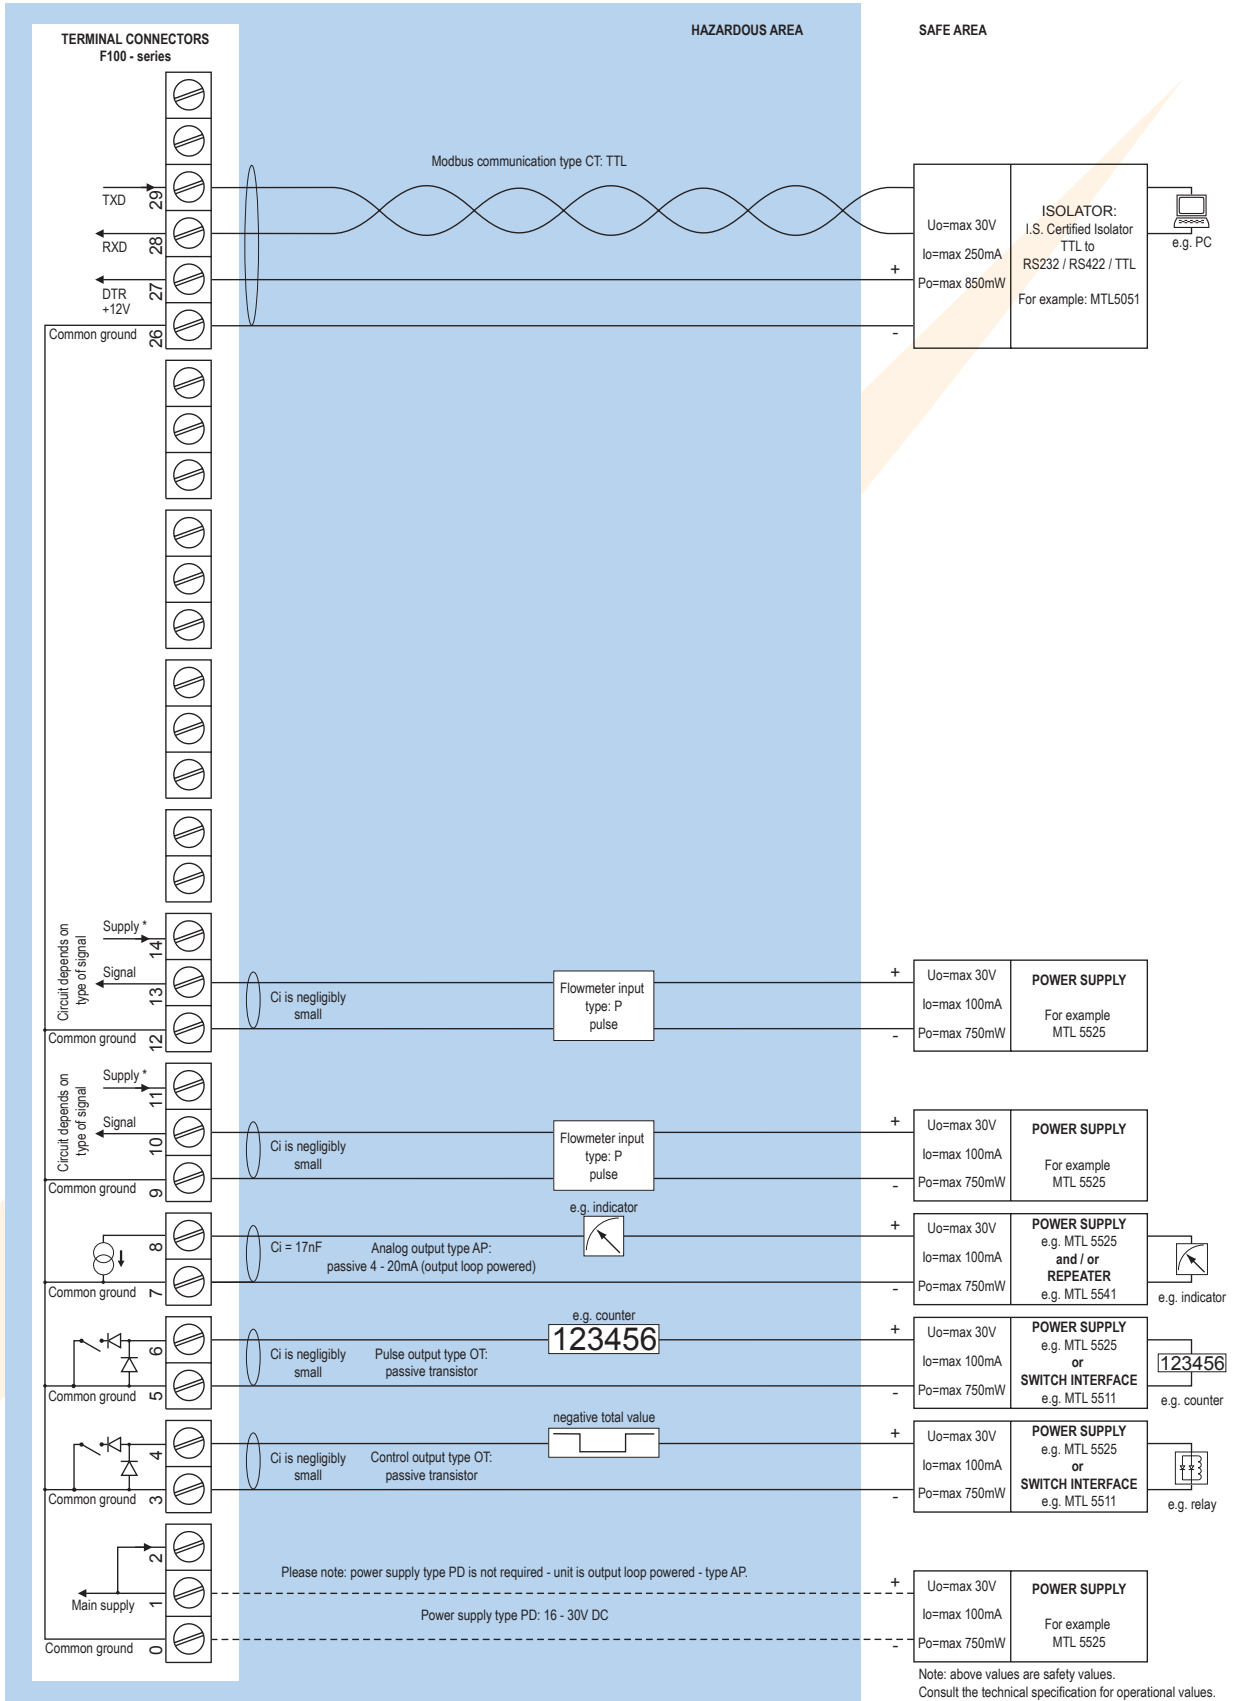 TERMINAL CONNECTORS
F100 - series
HAZARDOUS AREA
SAFE AREA
Modbus communication type CT: TTL
TXD
29
RXD
28
DTR
+12V
27
Common ground
26
+
-
Uo=max 30V
Io=max 250mA
Po=max 850mW
ISOLATOR:
I.S. Certified Isolator
TTL to
RS232 / RS422 / TTL
For example: MTL5051
e.g. PC
Circuit depends on
type of signal
Supply *
14
Signal
13
Common ground
12
Ci is negligibly
small
Flowmeter input
type: P
pulse
+
-
Uo=max 30V
Io=max 100mA
Po=max 750mW
POWER SUPPLY
For example
MTL 5525
Circuit depends on
type of signal
Supply *
11
Signal
10
Common ground
9
Ci is negligibly
small
Flowmeter input
type: P
pulse
+
-
Uo=max 30V
Io=max 100mA
Po=max 750mW
POWER SUPPLY
For example
MTL 5525
8
Common ground
7
Ci = 17nF
Analog output type AP:
passive 4 - 20mA (output loop powered)
e.g. indicator
+
-
Uo=max 30V
Io=max 100mA
Po=max 750mW
POWER SUPPLY
e.g. MTL 5525
and / or
REPEATER
e.g. MTL 5541
e.g. indicator
6
Common ground
5
Ci is negligibly
small
Pulse output type OT:
passive transistor
e.g. counter
123456
+
-
Uo=max 30V
Io=max 100mA
Po=max 750mW
POWER SUPPLY
e.g. MTL 5525
or
SWITCH INTERFACE
e.g. MTL 5511
123456
e.g. counter
4
Common ground
3
Ci is negligibly
small
Control output type OT:
passive transistor
negative total value
+
-
Uo=max 30V
Io=max 100mA
Po=max 750mW
POWER SUPPLY
e.g. MTL 5525
or
SWITCH INTERFACE
e.g. MTL 5511
e.g. relay
2
Main supply
1
Common ground
0
Please note: power supply type PD is not required - unit is output loop powered - type AP.
Power supply type PD: 16 - 30V DC
+
-
Uo=max 30V
Io=max 100mA
Po=max 750mW
POWER SUPPLY
For example
MTL 5525
Note: above values are safety values.
Consult the technical specification for operational values.